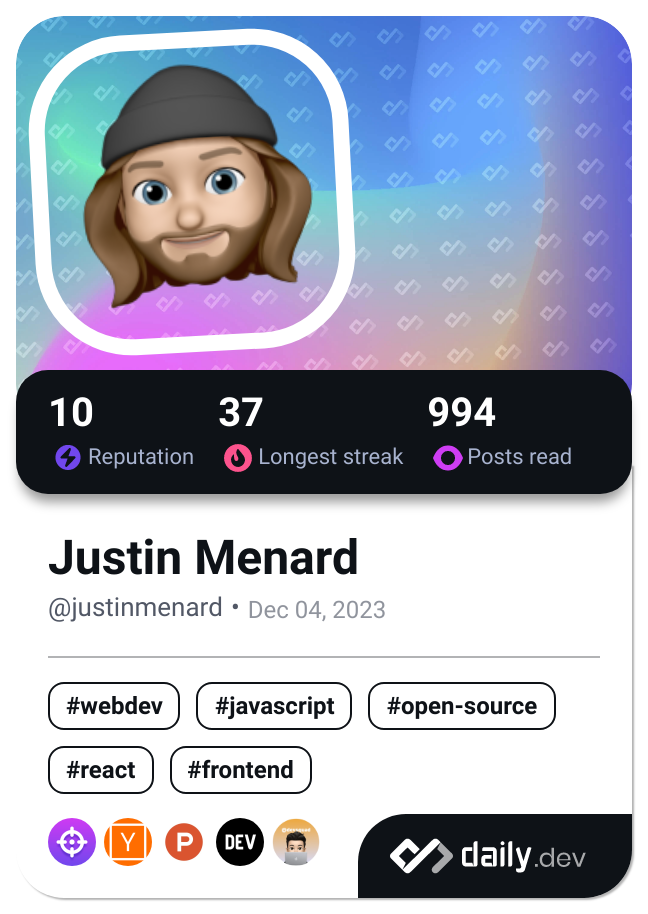 10 37 994
Reputation Longest streak Posts read
Justin Menard
@justinmenard • Dec 04, 2023
#webdev #javascript #open-source
#react #frontend
Y P DEV
daily.dev